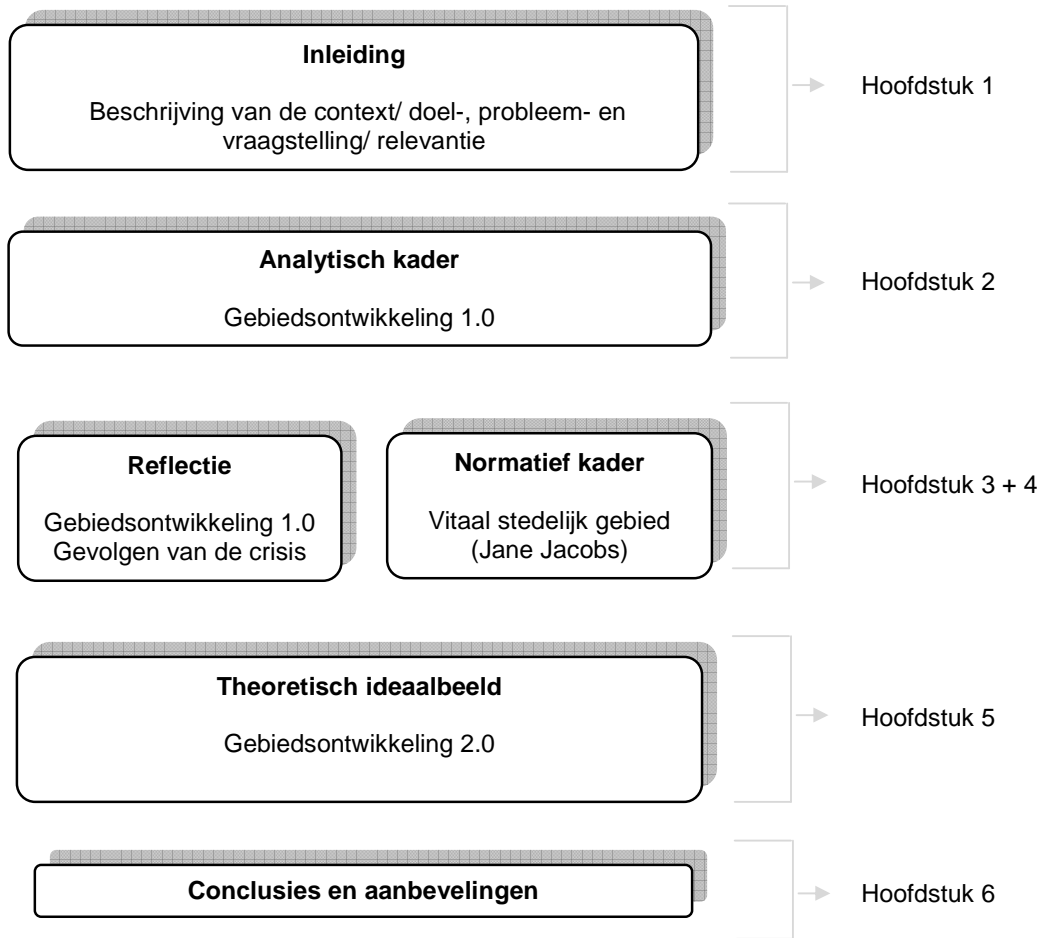 Inleiding
Beschrijving van de context/ doel-, probleem- en
vraagstelling/ relevantie
Hoofdstuk 1
Analytisch kader
Gebiedsontwikkeling 1.0
Hoofdstuk 2
Reflectie
Gebiedsontwikkeling 1.0
Gevolgen van de crisis
Normatief kader
Vitaal stedelijk gebied
(Jane Jacobs)
Hoofdstuk 3 + 4
Theoretisch ideaalbeeld
Gebiedsontwikkeling 2.0
Hoofdstuk 5
Conclusies en aanbevelingen
Hoofdstuk 6